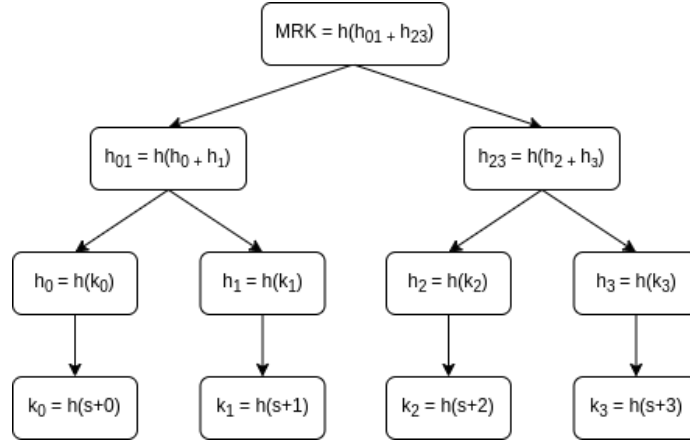 MRK = h(h₀₁ + h₂₃)
h₀₁ = h(h₀ + h₁)
h₂₃ = h(h₂ + h₃)
h₀ = h(k₀)
h₁ = h(k₁)
h₂ = h(k₂)
h₃ = h(k₃)
k₀ = h(s+0)
k₁ = h(s+1)
k₂ = h(s+2)
k₃ = h(s+3)